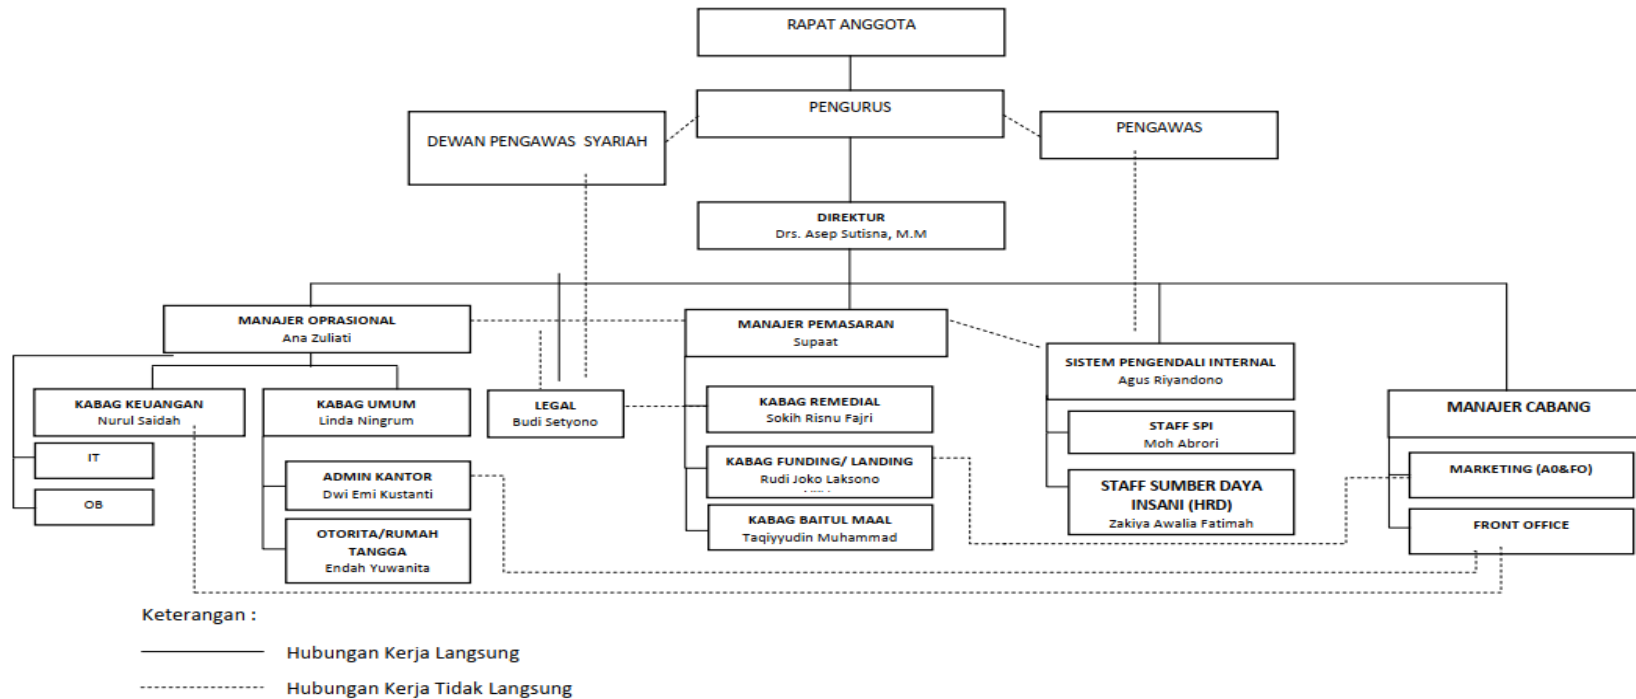 RAPAT ANGGOTA
PENGURUS
DEWAN PENGAWAS SYARIAH
PENGAWAS
DIREKTUR
Drs. Asep Sutisna, M.M
MANAJER OPRASIONAL
Ana Zuliati
MANAJER PEMASARAN
Supaat
SISTEM PENGENDALI INTERNAL
Agus Riyandono
MANAJER CABANG
KABAG KEUANGAN
Nurul Saidah
KABAG UMUM
Linda Ningrum
LEGAL
Budi Setyono
KABAG REMEDIAL
Sokih Risnu Fajri
STAFF SPI
Moh Abrori
IT
OB
ADMIN KANTOR
Dwi Emi Kustanti
KABAG FUNDING/ LANDING
Rudi Joko Laksono
STAFF SUMBER DAYA
INSANI (HRD)
Zakiya Awalia Fatimah
MARKETING (A0&FO)
FRONT OFFICE
OTORITA/RUMAH
TANGGA
Endah Yuwanita
KABAG BAITUL MAAL
Taqiyyudin Muhammad
Keterangan :
Hubungan Kerja Langsung
Hubungan Kerja Tidak Langsung